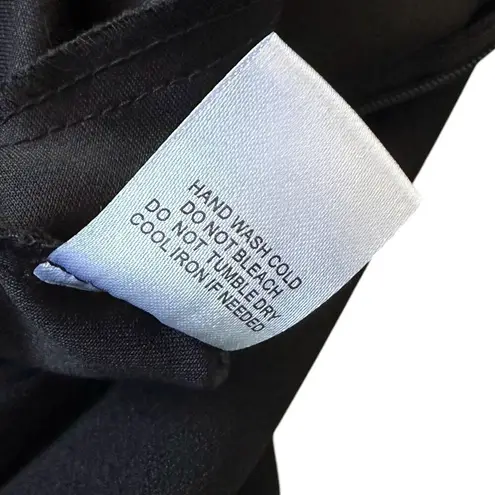 HAND WASH COLD
DO NOT BLEACH
DO NOT TUMBLE DRY
COOL IRON IF NEEDED